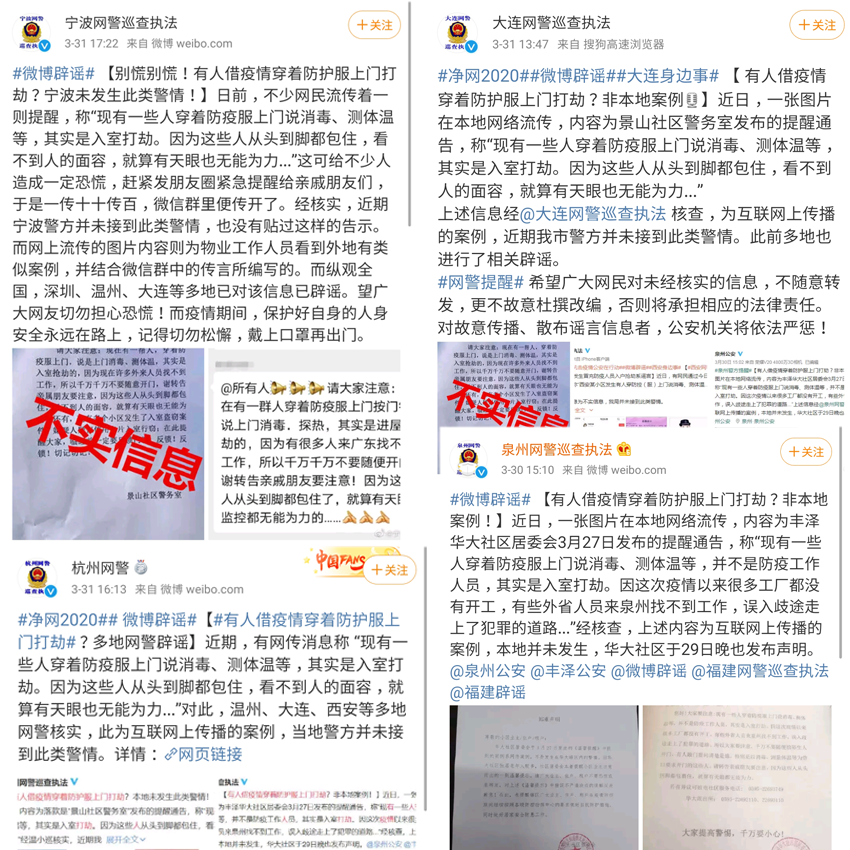 宁波网警巡查执法
3-31 17:22 来自 微博 weibo.com
+关注
#微博辟谣# 【别慌别慌！有人借疫情穿着防护服上门打
劫？宁波未发生此类警情！】日前，不少网民流传着一
则提醒，称“现有一些人穿着防疫服上门说消毒、测体温
等，其实是入室打劫。因为这些人从头到脚都包住，看
不到人的面容，就算有天眼也无能为力...”这可给不少人
造成一定恐慌，赶紧发朋友圈紧急提醒给亲戚朋友们，
于是一传十十传百，微信群里便传开了。经核实，近期
宁波警方并未接到此类警情，也没有贴过这样的告示。
而网上流传的图片内容则为物业工作人员看到外地有类
似案例，并结合微信群中的传言所编写的。而纵观全
国，深圳、温州、大连等多地已对该信息已辟谣。望广
大网友切勿担心恐慌！而疫情期间，保护好自身的人身
安全永远在路上，记得切勿松懈，戴上口罩再出门。
不实信息
景山社区警务室
@所有人 请大家注意：
在有一群人穿着防疫服上门按门
说上门消毒．探热，其实是进屋
劫的，因为有很多人来广东找不
工作，所以千万千万不要随便开
谢转告亲戚朋友要注意！因为这
人从头到脚都包住了，就算有天
监控都无能为力的......
杭州网警
3-31 16:13 来自 微博 weibo.com
中国FANS
+关注
#净网2020## 微博辟谣#【#有人借疫情穿着防护服上
门打劫#？多地网警辟谣】近期，有网传消息称 “现有一
些人穿着防疫服上门说消毒、测体温等，其实是入室打
劫。因为这些人从头到脚都包住，看不到人的面容，就
算有天眼也无能为力...”对此，温州、大连、西安等多地
网警核实，此为互联网上传播的案例，当地警方并未接
到此类警情。详情：网页链接
大连网警巡查执法
3-31 13:47 来自 搜狗高速浏览器
+关注
#净网2020##微博辟谣##大连身边事# 【 有人借疫情
穿着防护服上门打劫？非本地案例】近日，一张图片
在本地网络流传，内容为景山社区警务室发布的提醒通
告，称“现有一些人穿着防疫服上门说消毒、测体温等，
其实是入室打劫。因为这些人从头到脚都包住，看不到
人的面容，就算有天眼也无能为力...”
上述信息经@大连网警巡查执法 核查，为互联网上传播
的案例，近期我市警方并未接到此类警情。此前多地也
进行了相关辟谣。
#网警提醒# 希望广大网民对未经核实的信息，不随意转
发，更不故意杜撰改编，否则将承担相应的法律责任。
对故意传播、散布谣言信息者，公安机关将依法严惩！
不实信息
泉州公安
泉州网警巡查执法
3-30 15:10 来自 微博 weibo.com
+关注
#微博辟谣# 【有人借疫情穿着防护服上门打劫？非本地
案例！】近日，一张图片在本地网络流传，内容为丰泽
华大社区居委会3月27日发布的提醒通告，称“现有一些
人穿着防疫服上门说消毒、测体温等，并不是防疫工作
人员，其实是入室打劫。因这次疫情以来很多工厂都没
有开工，有些外省人员来泉州找不到工作，误入歧途走
上了犯罪的道路...”经核查，上述内容为互联网上传播的
案例，本地并未发生，华大社区于29日晚也发布声明。
@泉州公安 @丰泽公安 @微博辟谣 @福建网警巡查执法
@福建辟谣
大家提高警惕，千万要小心！